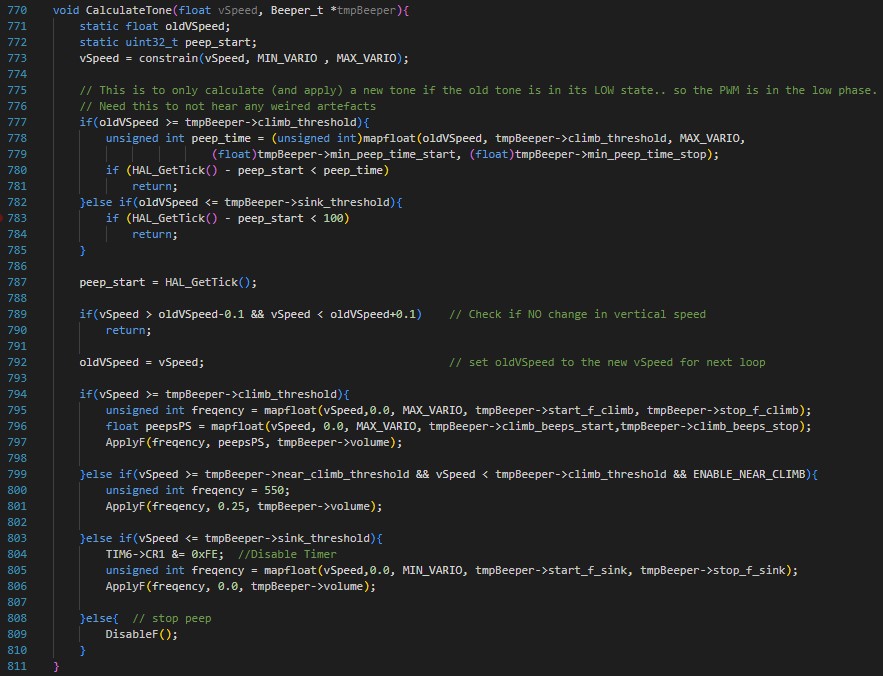 770 void CalculateTone(float vSpeed, Beeper_t *tmpBeeper){
771     static float oldVSpeed;
772     static uint32_t peep_start;
773     vSpeed = constrain(vSpeed, MIN_VARIO , MAX_VARIO);
774
775     // This is to only calculate (and apply) a new tone if the old tone is in its LOW state.. so the PWM is in the low phase.
776     // Need this to not hear any weired artefacts
777     if(oldVSpeed >= tmpBeeper->climb_threshold){
778         unsigned int peep_time = (unsigned int)mapfloat(oldVSpeed, tmpBeeper->climb_threshold, MAX_VARIO,
779                         (float)tmpBeeper->min_peep_time_start, (float)tmpBeeper->min_peep_time_stop);
780         if (HAL_GetTick() - peep_start < peep_time)
781             return;
782     }else if(oldVSpeed <= tmpBeeper->sink_threshold){
783         if (HAL_GetTick() - peep_start < 100)
784             return;
785     }
786
787     peep_start = HAL_GetTick();
788
789     if(vSpeed > oldVSpeed-0.1 && vSpeed < oldVSpeed+0.1)    // Check if NO change in vertical speed
790         return;
791
792     oldVSpeed = vSpeed;                                     // set oldVSpeed to the new vSpeed for next loop
793
794     if(vSpeed >= tmpBeeper->climb_threshold){
795         unsigned int freqency = mapfloat(vSpeed,0.0, MAX_VARIO, tmpBeeper->start_f_climb, tmpBeeper->stop_f_climb);
796         float peepsPS = mapfloat(vSpeed, 0.0, MAX_VARIO, tmpBeeper->climb_beeps_start,tmpBeeper->climb_beeps_stop);
797         ApplyF(freqency, peepsPS, tmpBeeper->volume);
798
799     }else if(vSpeed >= tmpBeeper->near_climb_threshold && vSpeed < tmpBeeper->climb_threshold && ENABLE_NEAR_CLIMB){
800         unsigned int freqency = 550;
801         ApplyF(freqency, 0.25, tmpBeeper->volume);
802
803     }else if(vSpeed <= tmpBeeper->sink_threshold){
804         TIM6->CR1 &= 0xFE;  //Disable Timer
805         unsigned int freqency = mapfloat(vSpeed,0.0, MIN_VARIO, tmpBeeper->start_f_sink, tmpBeeper->stop_f_sink);
806         ApplyF(freqency, 0.0, tmpBeeper->volume);
807
808     }else{  // stop peep
809         DisableF();
810     }
811 }